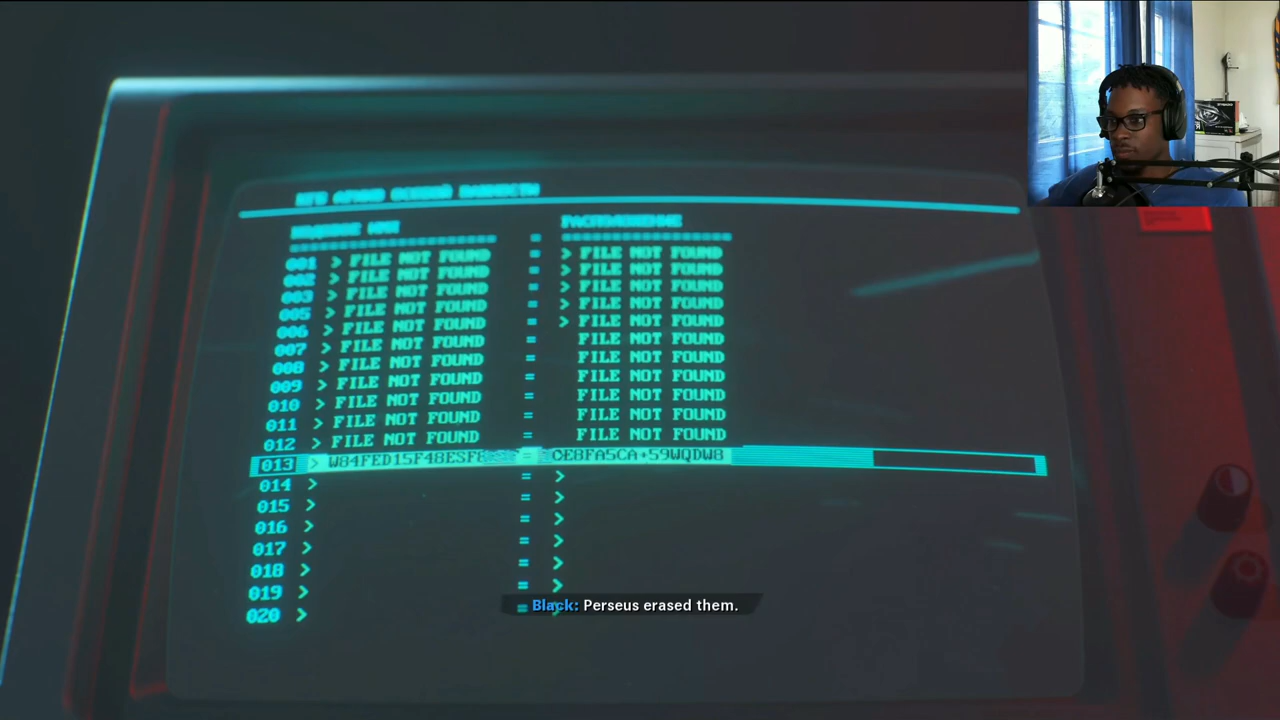 001 > FILE NOT FOUND = > FILE NOT FOUND
002 > FILE NOT FOUND = > FILE NOT FOUND
003 > FILE NOT FOUND = > FILE NOT FOUND
005 > FILE NOT FOUND = > FILE NOT FOUND
006 > FILE NOT FOUND = > FILE NOT FOUND
007 > FILE NOT FOUND = FILE NOT FOUND
008 > FILE NOT FOUND = FILE NOT FOUND
009 > FILE NOT FOUND = FILE NOT FOUND
010 > FILE NOT FOUND = FILE NOT FOUND
011 > FILE NOT FOUND = FILE NOT FOUND
012 > FILE NOT FOUND = FILE NOT FOUND
013 > = CE8FA5CA+59WQDW8
014 > = >
015 > = >
016 > = >
017 > = >
018 > = >
019 > = >
020 > = >
Black: Perseus erased them.